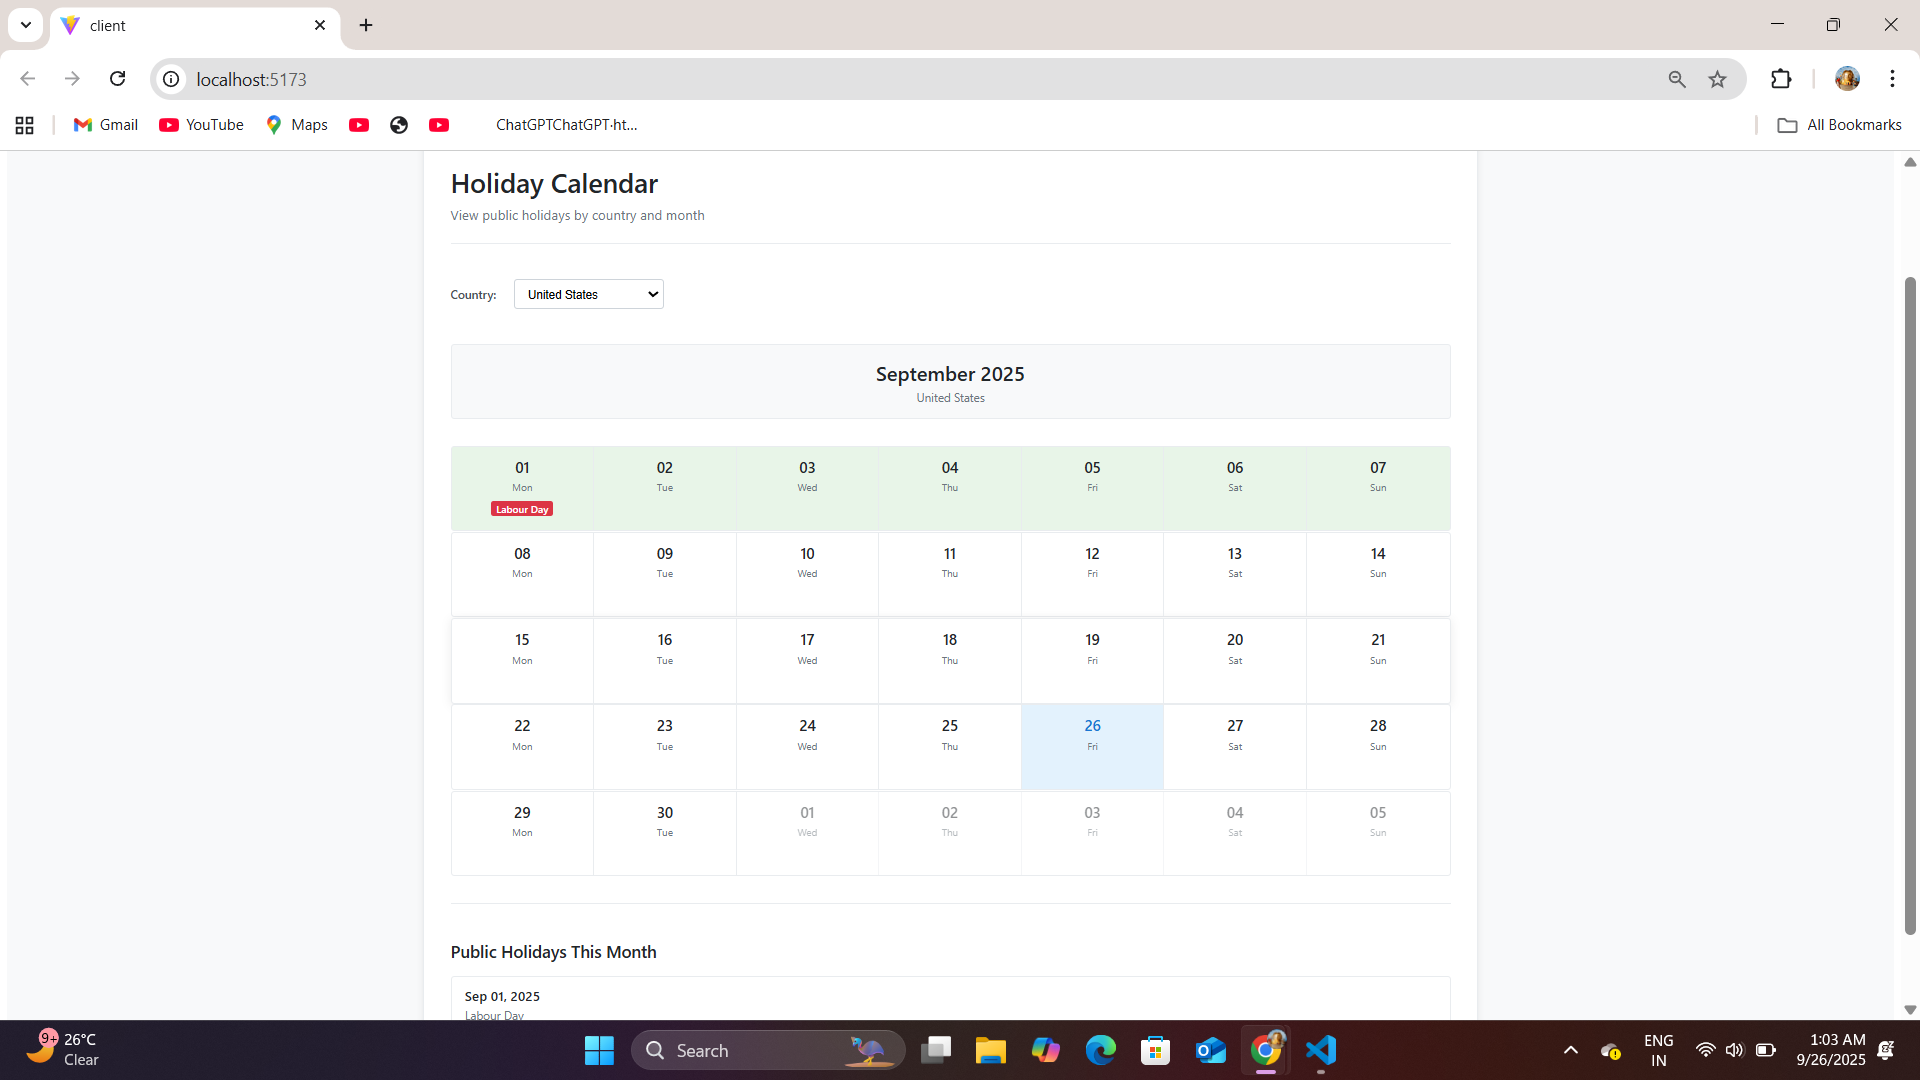 client
localhost:5173
Gmail
YouTube
Maps
ChatGPTChatGPT·ht...
All Bookmarks
Holiday Calendar
View public holidays by country and month
Country:
United States
September 2025
United States
01 02 03 04 05 06 07
Mon Tue Wed Thu Fri Sat Sun
Labour Day
08 09 10 11 12 13 14
Mon Tue Wed Thu Fri Sat Sun
15 16 17 18 19 20 21
Mon Tue Wed Thu Fri Sat Sun
22 23 24 25 26 27 28
Mon Tue Wed Thu Fri Sat Sun
29 30 01 02 03 04 05
Mon Tue Wed Thu Fri Sat Sun
Public Holidays This Month
Sep 01, 2025
Labour Day
9+
26°C
Clear
Search
ENG
IN
1:03 AM
9/26/2025